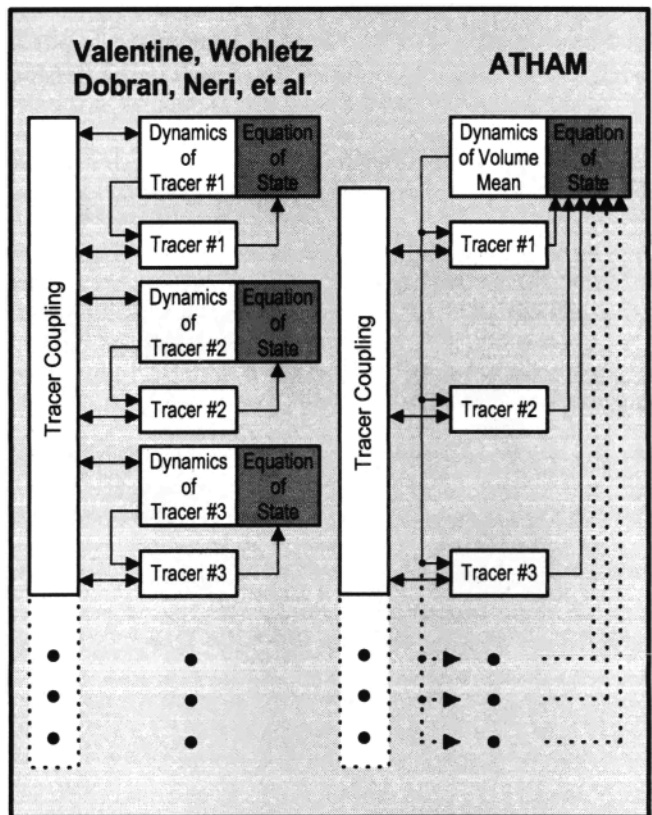 Valentine, Wohletz
Dobran, Neri, et al.
Tracer Coupling
Dynamics
of
Tracer #1
Equation
of
State
Tracer #1
Dynamics
of
Tracer #2
Equation
of
State
Tracer #2
Dynamics
of
Tracer #3
Equation
of
State
Tracer #3
ATHAM
Tracer Coupling
Dynamics
of Volume
Mean
Equation
of
State
Tracer #1
Tracer #2
Tracer #3